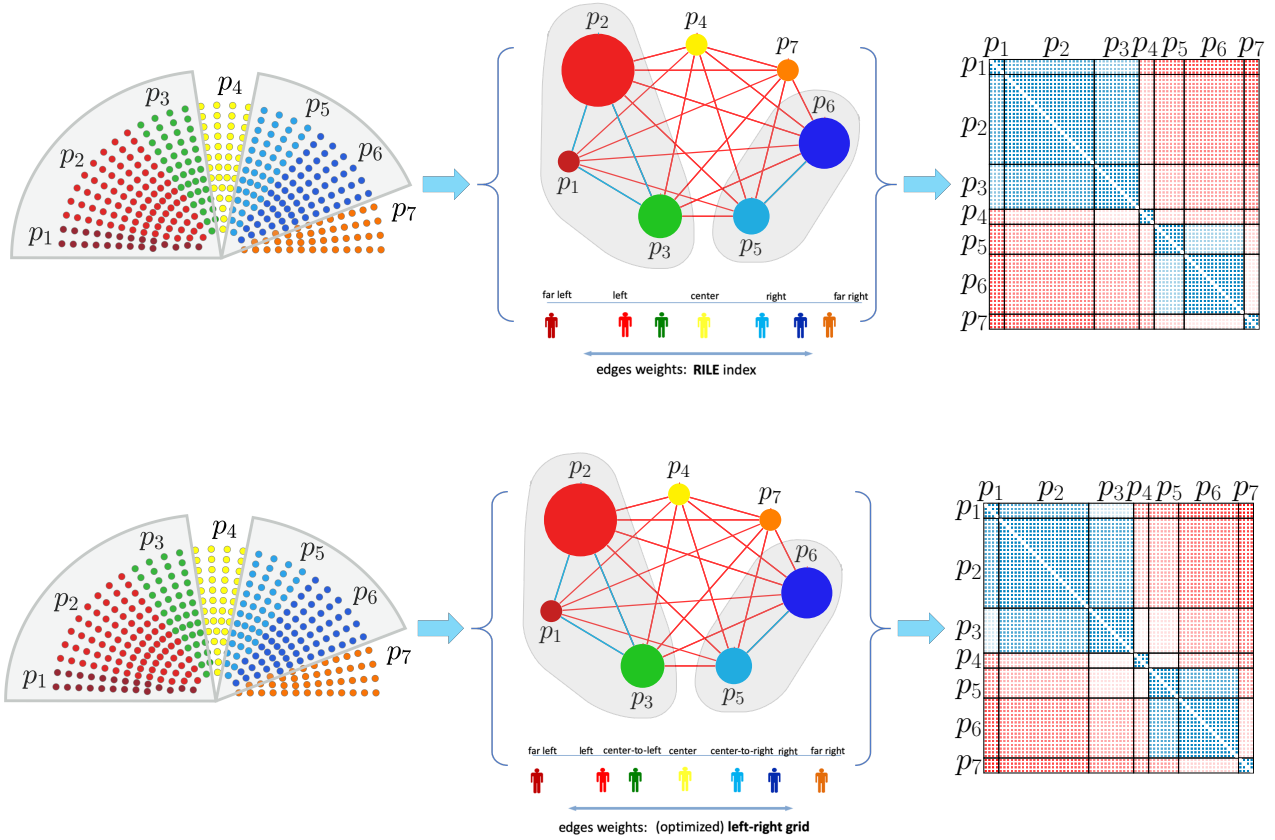 p2
p4
p7
p6
p1
p3
p5
p1
p2
p3
p4
p5
p6
p7
far left left center right far right
edges weights: RILE index
p1 p2 p3 p4 p5 p6 p7
p1
p2
p3
p4
p5
p6
p7
p1
p2
p3
p4
p5
p6
p7
p2
p4
p7
p6
p1
p3
p5
far left left center-to-left center center-to-right right far right
edges weights: (optimized) left-right grid
p1 p2 p3 p4 p5 p6 p7
p1
p2
p3
p4
p5
p6
p7